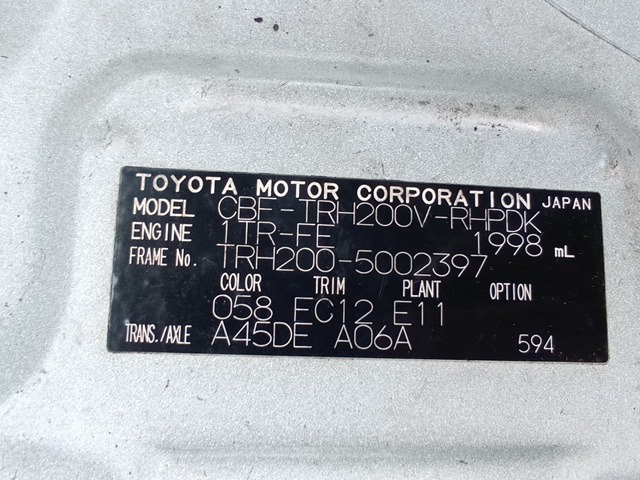 TOYOTA MOTOR CORPORATION JAPAN
MODEL CBF-TRH200V-RHPDK
ENGINE 1TR-FE 1998 mL
FRAME No. TRH200-5002397
COLOR TRIM PLANT OPTION
058 FC12 E11
TRANS./AXLE A45DE A06A 594